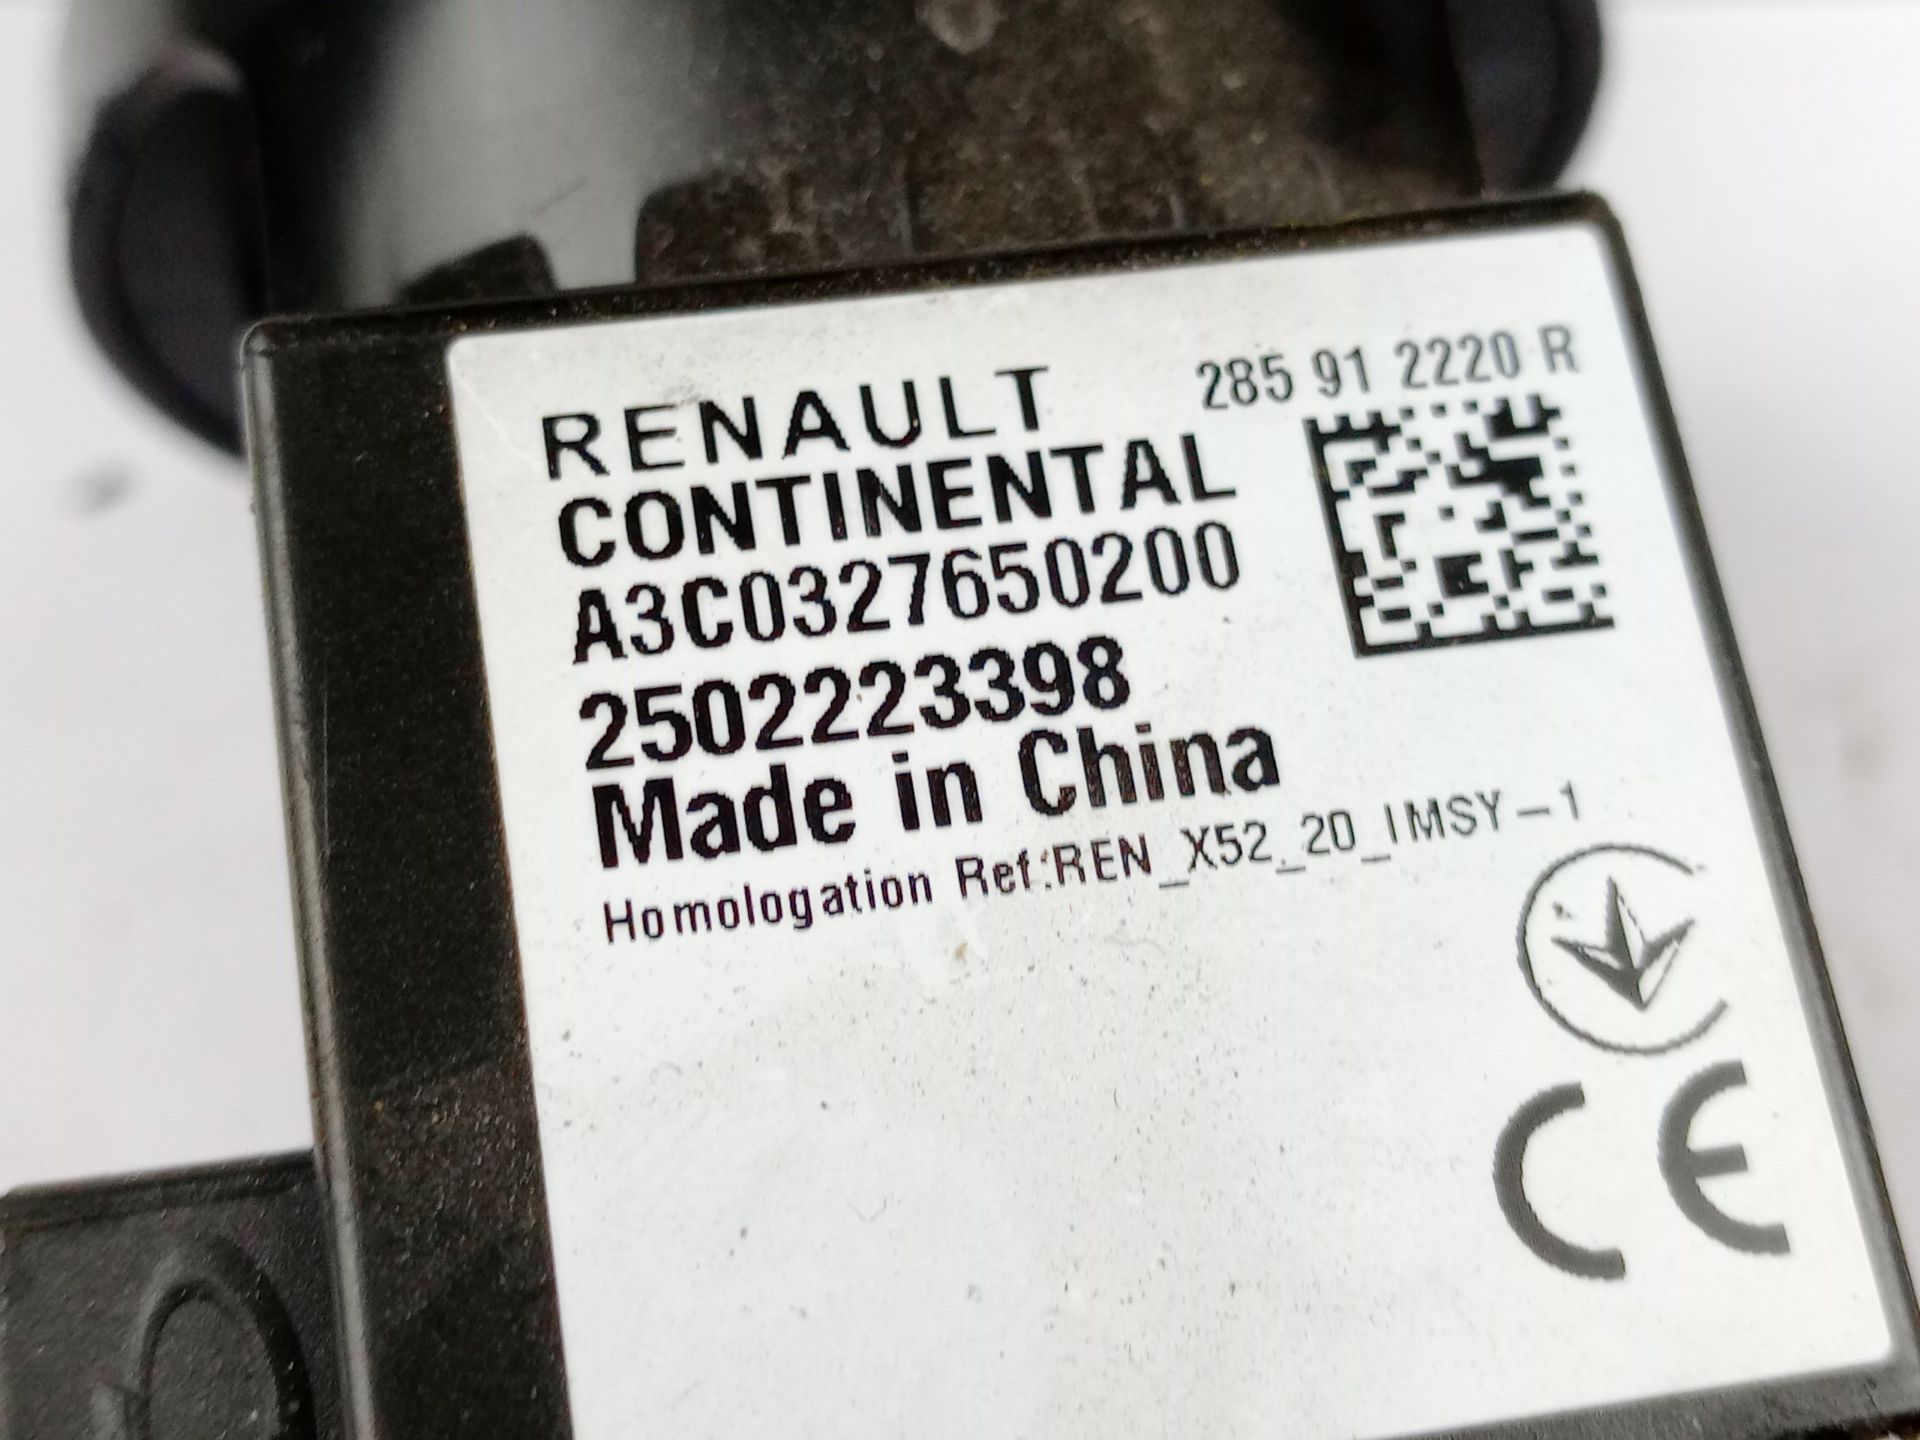 RENAULT
285 91 2220 R
CONTINENTAL
A3C0327650200
2502223398
Made in China
Homologation Ref:REN_X52_20_IMSY-1
CE